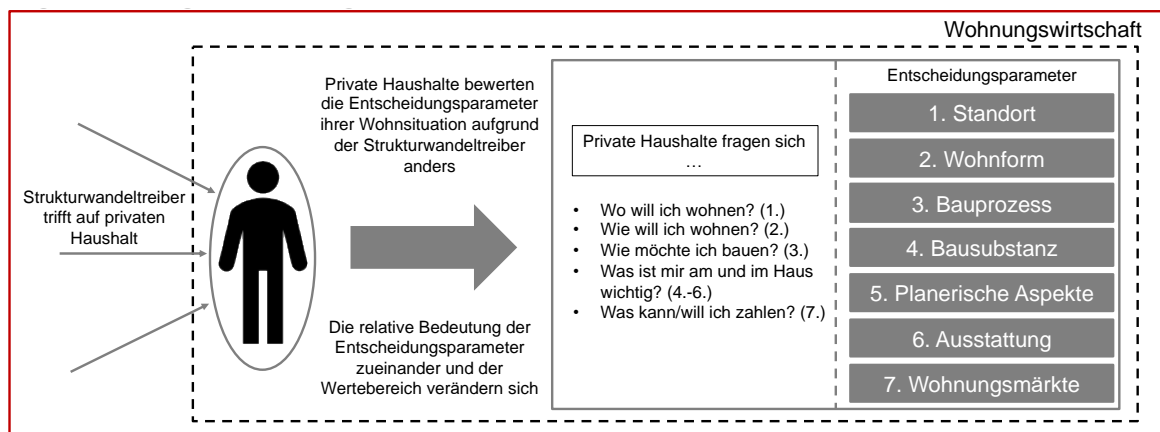 Wohnungswirtschaft
Strukturwandeltreiber
trifft auf privaten
Haushalt
Private Haushalte bewerten
die Entscheidungsparameter
ihrer Wohnsituation aufgrund
der Strukturwandeltreiber
anders
Die relative Bedeutung der
Entscheidungsparameter
zueinander und der
Wertebereich verändern sich
Private Haushalte fragen sich
…
• Wo will ich wohnen? (1.)
• Wie will ich wohnen? (2.)
• Wie möchte ich bauen? (3.)
• Was ist mir am und im Haus
wichtig? (4.-6.)
• Was kann/will ich zahlen? (7.)
Entscheidungsparameter
1. Standort
2. Wohnform
3. Bauprozess
4. Bausubstanz
5. Planerische Aspekte
6. Ausstattung
7. Wohnungsmärkte